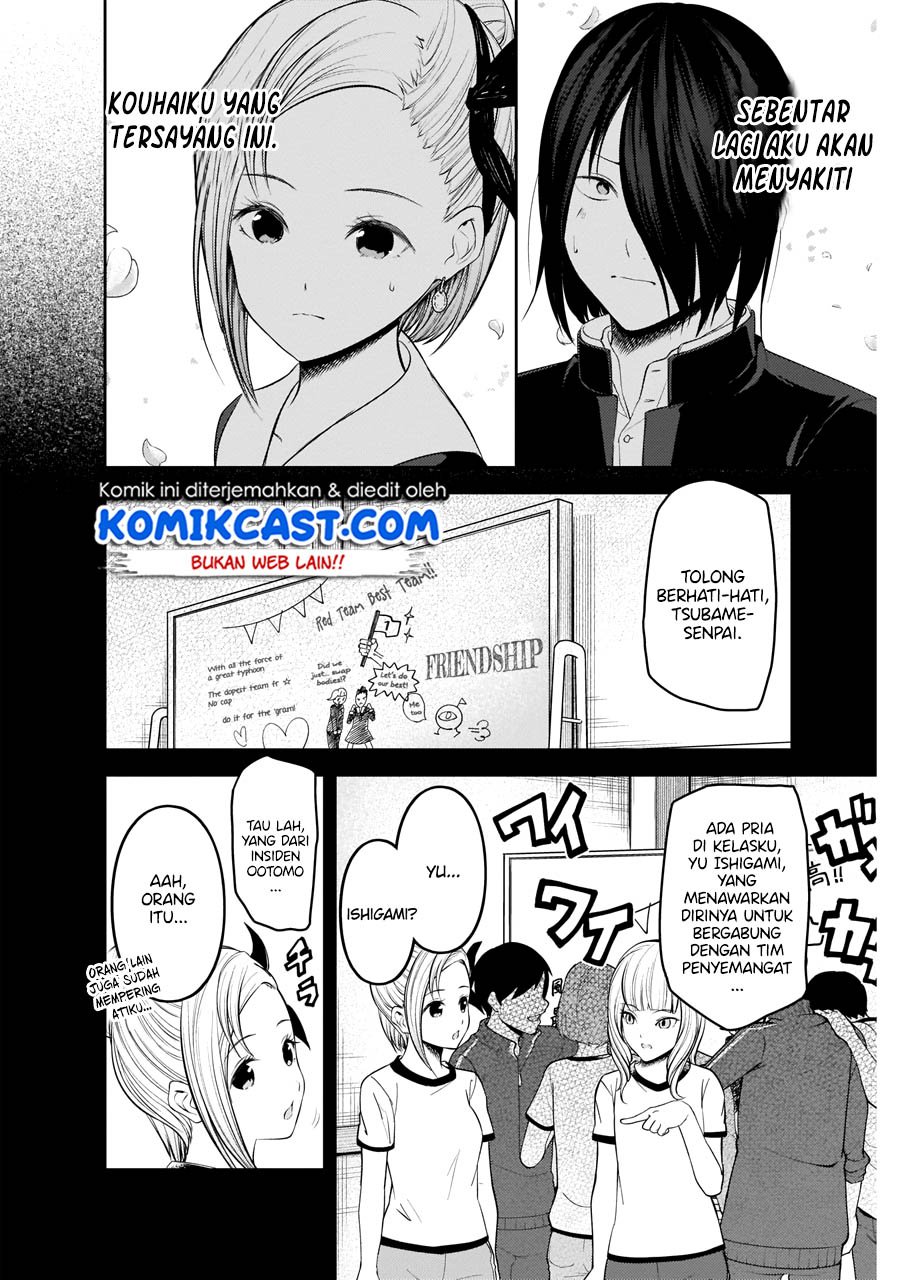 SEBENTAR
LAGI AKU AKAN
MENYAKITI
KOUHAIKU YANG
TERSAYANG INI.
Komik ini diterjemahkan & diedit oleh
KOMIKCAST.COM
BUKAN WEB LAIN!!
TOLONG
BERHATI-HATI,
TSUBAME-
SENPAI.
Red Team Best Team!!
1
With all the force of
a great typhoon
The dopest team fr ☆
No cap
do it for the 'gram!
Did we
just... swap
bodies!?
Let's do
our best!
Me
too
FRIENDSHIP
ADA PRIA
DI KELASKU,
YU ISHIGAMI,
YANG
MENAWARKAN
DIRINYA UNTUK
BERGABUNG
DENGAN TIM
PENYEMANGAT
...
ワイ
ワイ
高!!
YU...
ISHIGAMI?
TAU LAH,
YANG DARI
INSIDEN
OOTOMO
...
AAH,
ORANG
ITU...
ORANG LAIN
JUGA SUDAH
MEMPERING
ATIKU...
チラ